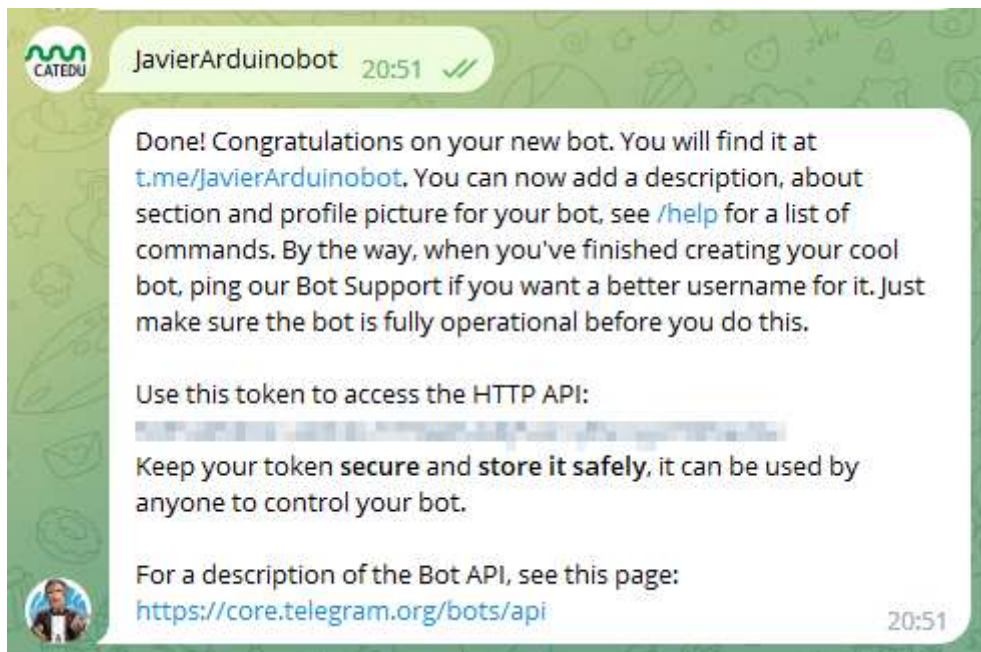 CATEDU
JavierArduinobot 20:51
Done! Congratulations on your new bot. You will find it at
t.me/JavierArduinobot. You can now add a description, about
section and profile picture for your bot, see /help for a list of
commands. By the way, when you've finished creating your cool
bot, ping our Bot Support if you want a better username for it. Just
make sure the bot is fully operational before you do this.
Use this token to access the HTTP API:
Keep your token secure and store it safely, it can be used by
anyone to control your bot.
For a description of the Bot API, see this page:
https://core.telegram.org/bots/api
20:51